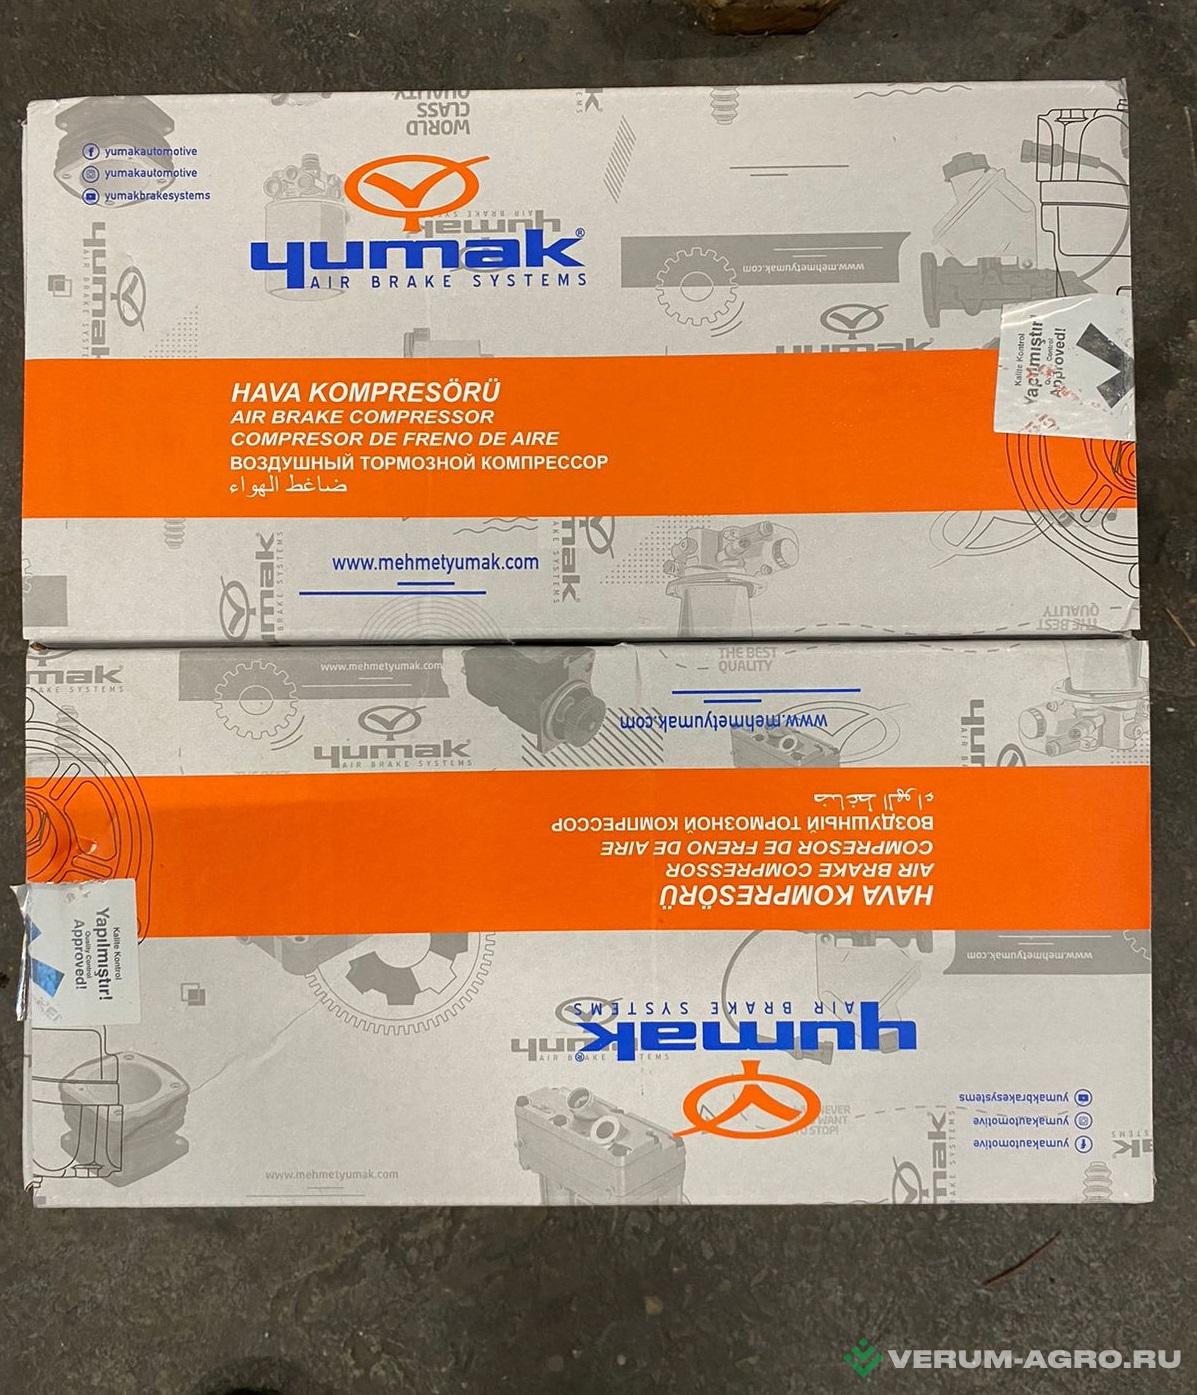 WORLD
CLASS
QUALITY
yumakautomotive
yumakautomotive
yumakbrakesystems
yumak®
AIR BRAKE SYSTEMS
www.mehmetyumak.com
Kalite Kontrol
Yapılmıştır!
Quality Control
Approved!
HAVA KOMPRESÖRÜ
AIR BRAKE COMPRESSOR
COMPRESOR DE FRENO DE AIRE
ВОЗДУШНЫЙ ТОРМОЗНОЙ КОМПРЕССОР
ضاغط الهواء
www.mehmetyumak.com
yumak
BRAKE SYSTEMS
THE BEST
QUALITY
www.mehmetyumak.com
THE BEST
QUALITY
www.mehmetyumak.com
yumak
AIR BRAKE SYSTEMS
HAVA KOMPRESÖRÜ
AIR BRAKE COMPRESSOR
COMPRESOR DE FRENO DE AIRE
ВОЗДУШНЫЙ ТОРМОЗНОЙ КОМПРЕССОР
ضاغط الهواء
Kalite Kontrol
Yapılmıştır!
Quality Control
Approved!
www.mehmetyumak.com
yumak®
AIR BRAKE SYSTEMS
yumakautomotive
yumakautomotive
yumakbrakesystems
www.mehmetyumak.com
VERUM-AGRO.RU